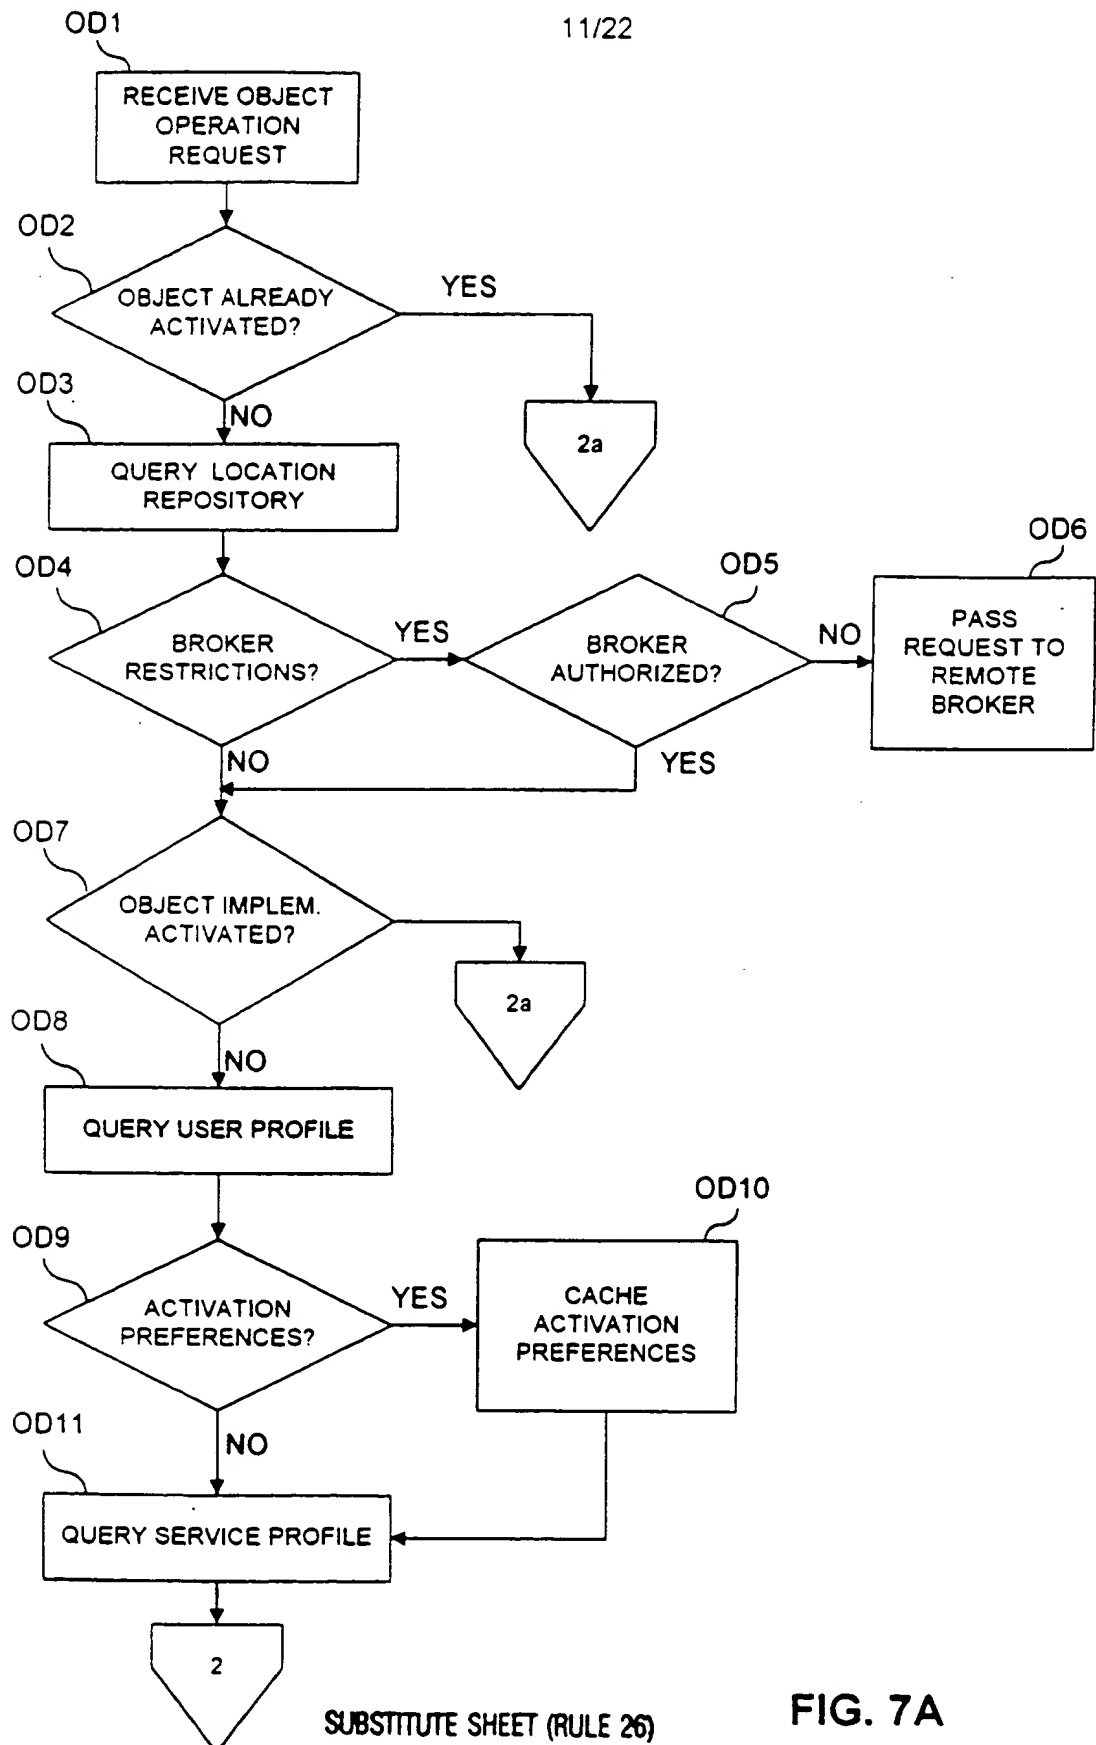 OD1
11/22
RECEIVE OBJECT
OPERATION
REQUEST
OD2
OBJECT ALREADY
ACTIVATED?
YES
OD3
NO
2a
QUERY LOCATION
REPOSITORY
OD4
OD5
OD6
BROKER
RESTRICTIONS?
YES
BROKER
AUTHORIZED?
NO
PASS
REQUEST TO
REMOTE
BROKER
NO
YES
OD7
OBJECT IMPLEM.
ACTIVATED?
2a
OD8
NO
QUERY USER PROFILE
OD10
OD9
ACTIVATION
PREFERENCES?
YES
CACHE
ACTIVATION
PREFERENCES
OD11
NO
QUERY SERVICE PROFILE
2
SUBSTITUTE SHEET (RULE 26)
FIG. 7A